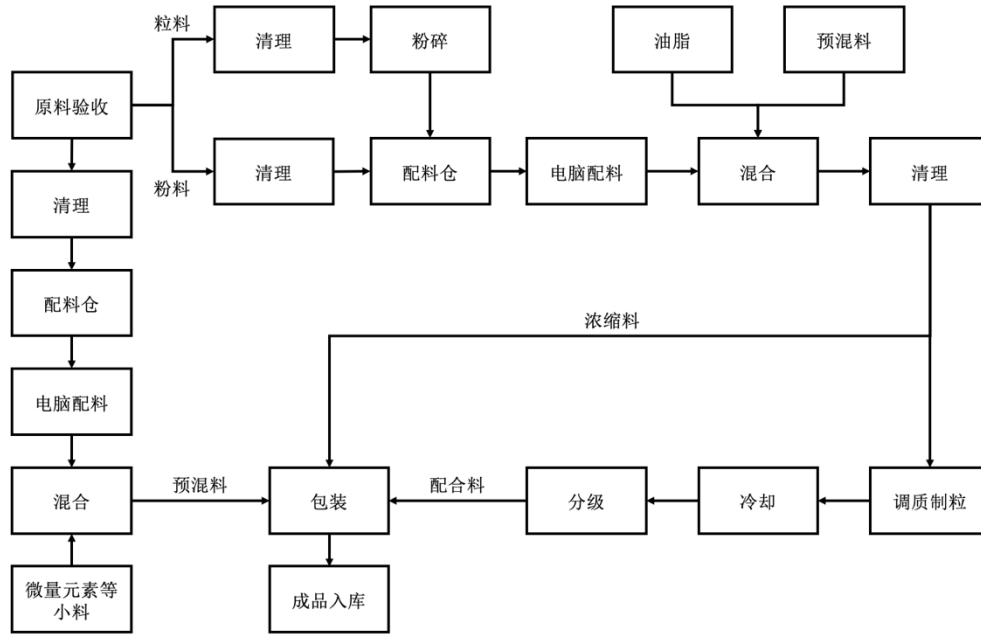 粒料
清理
粉碎
油脂
预混料
原料验收
粉料
清理
配料仓
电脑配料
混合
清理
清理
配料仓
浓缩料
电脑配料
混合
预混料
包装
配合料
分级
冷却
调质制粒
微量元素等
小料
成品入库